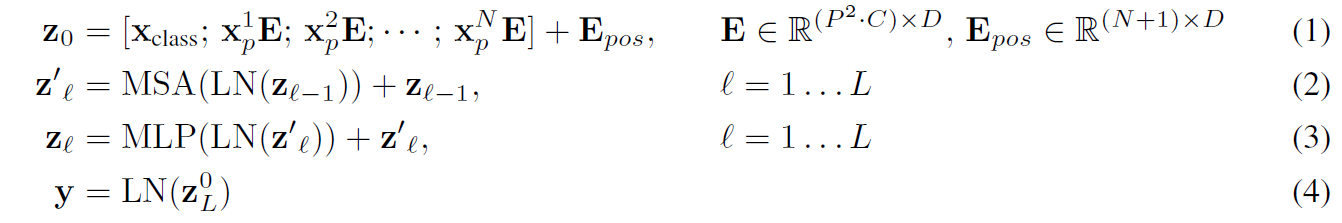 z₀ = [x_class; x_p^1 E; x_p^2 E; ⋯ ; x_p^N E] + E_pos, E ∈ ℝ^((P²·C)×D), E_pos ∈ ℝ^((N+1)×D) (1)
z′_ℓ = MSA(LN(z_{ℓ−1})) + z_{ℓ−1}, ℓ = 1…L (2)
z_ℓ = MLP(LN(z′_ℓ)) + z′_ℓ, ℓ = 1…L (3)
y = LN(z_L^0) (4)